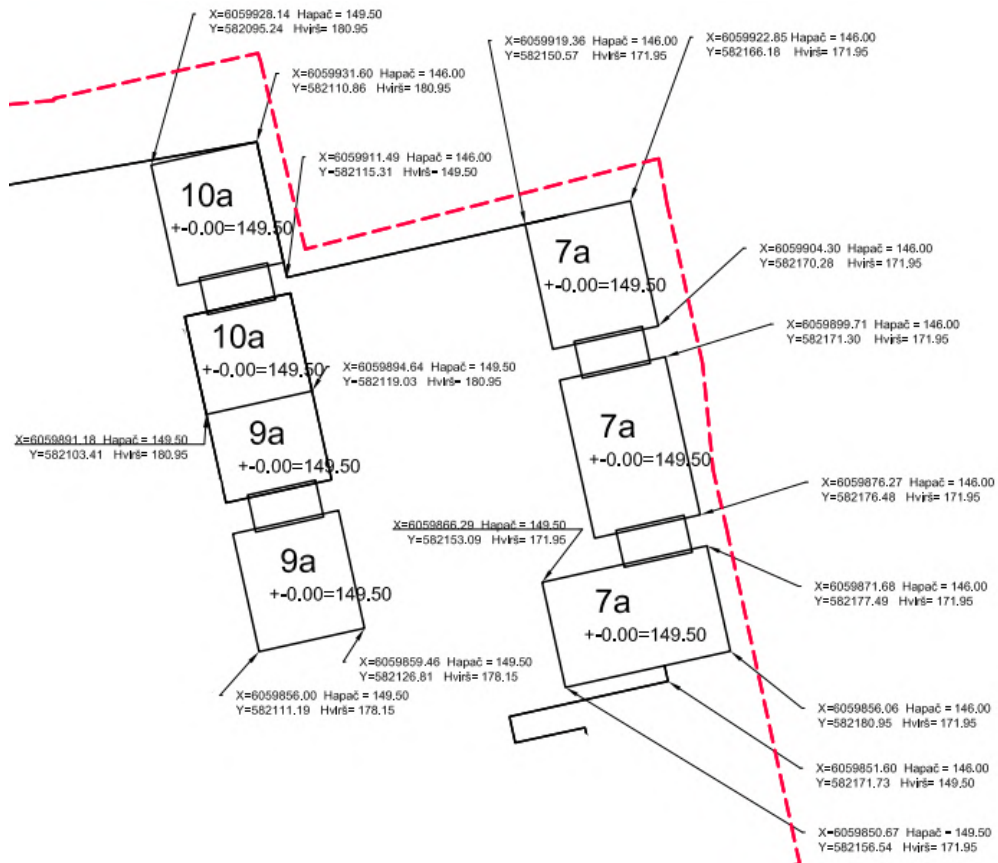 X=6059928.14 Hapač = 149.50
Y=582095.24 Hvirš= 180.95
X=6059931.60 Hapač = 146.00
Y=582110.86 Hvirš= 180.95
X=6059919.36 Hapač = 146.00
Y=582150.57 Hvirš= 171.95
X=6059922.85 Hapač = 146.00
Y=582166.18 Hvirš= 171.95
X=6059911.49 Hapač = 146.00
Y=582115.31 Hvirš= 149.50
10a
+-0.00=149.50
7a
+-0.00=149.50
X=6059904.30 Hapač = 146.00
Y=582170.28 Hvirš= 171.95
10a
+-0.00=149.50
X=6059899.71 Hapač = 146.00
Y=582171.30 Hvirš= 171.95
X=6059894.64 Hapač = 149.50
Y=582119.03 Hvirš= 180.95
X=6059891.18 Hapač = 149.50
Y=582103.41 Hvirš= 180.95
9a
+-0.00=149.50
7a
+-0.00=149.50
X=6059876.27 Hapač = 146.00
Y=582176.48 Hvirš= 171.95
X=6059866.29 Hapač = 149.50
Y=582153.09 Hvirš= 171.95
9a
+-0.00=149.50
7a
+-0.00=149.50
X=6059871.68 Hapač = 146.00
Y=582177.49 Hvirš= 171.95
X=6059859.46 Hapač = 149.50
Y=582126.81 Hvirš= 178.15
X=6059856.00 Hapač = 149.50
Y=582111.19 Hvirš= 178.15
X=6059856.06 Hapač = 146.00
Y=582180.95 Hvirš= 171.95
X=6059851.60 Hapač = 146.00
Y=582171.73 Hvirš= 149.50
X=6059850.67 Hapač = 149.50
Y=582156.54 Hvirš= 171.95